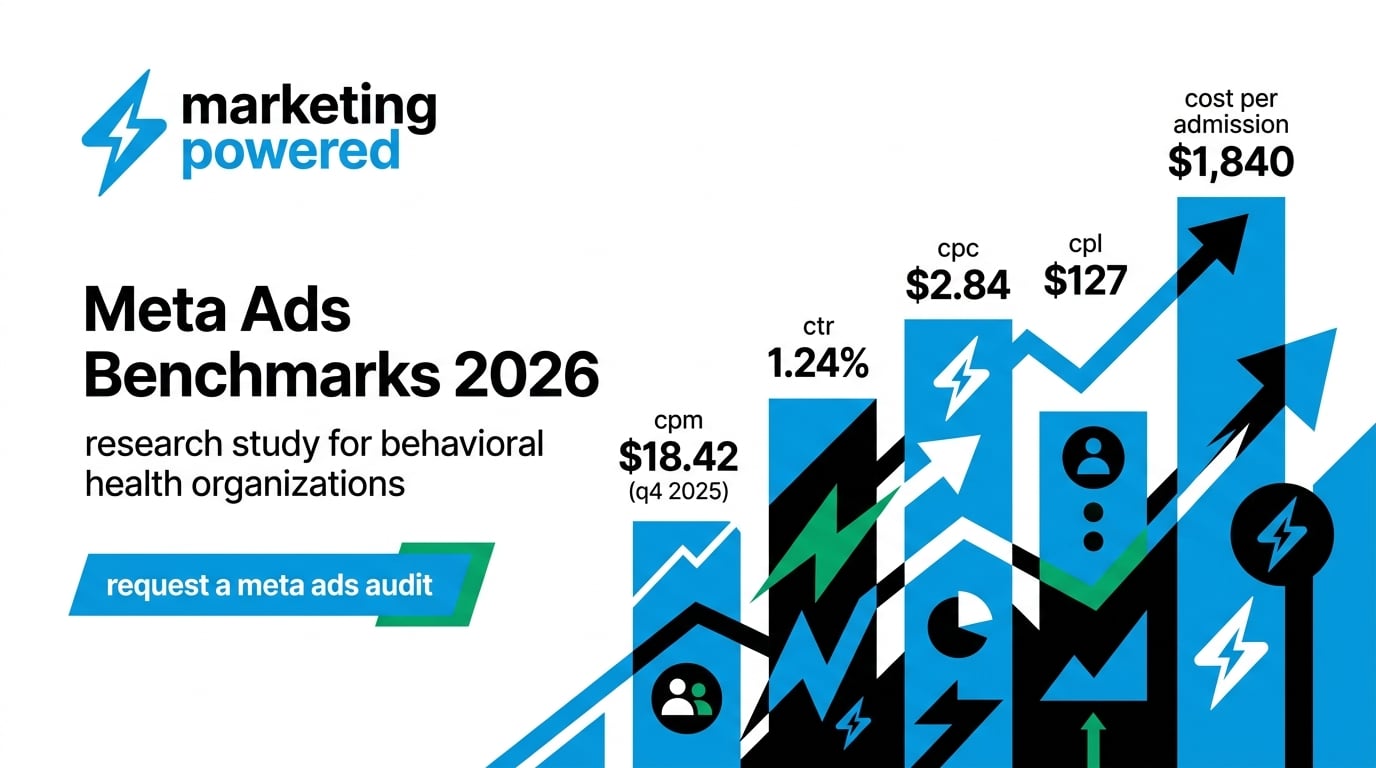 marketing
powered
Meta Ads
Benchmarks 2026
research study for behavioral
health organizations
request a meta ads audit
cpm
$18.42
(q4 2025)
ctr
1.24%
cpc
$2.84
cpl
$127
cost per
admission
$1,840